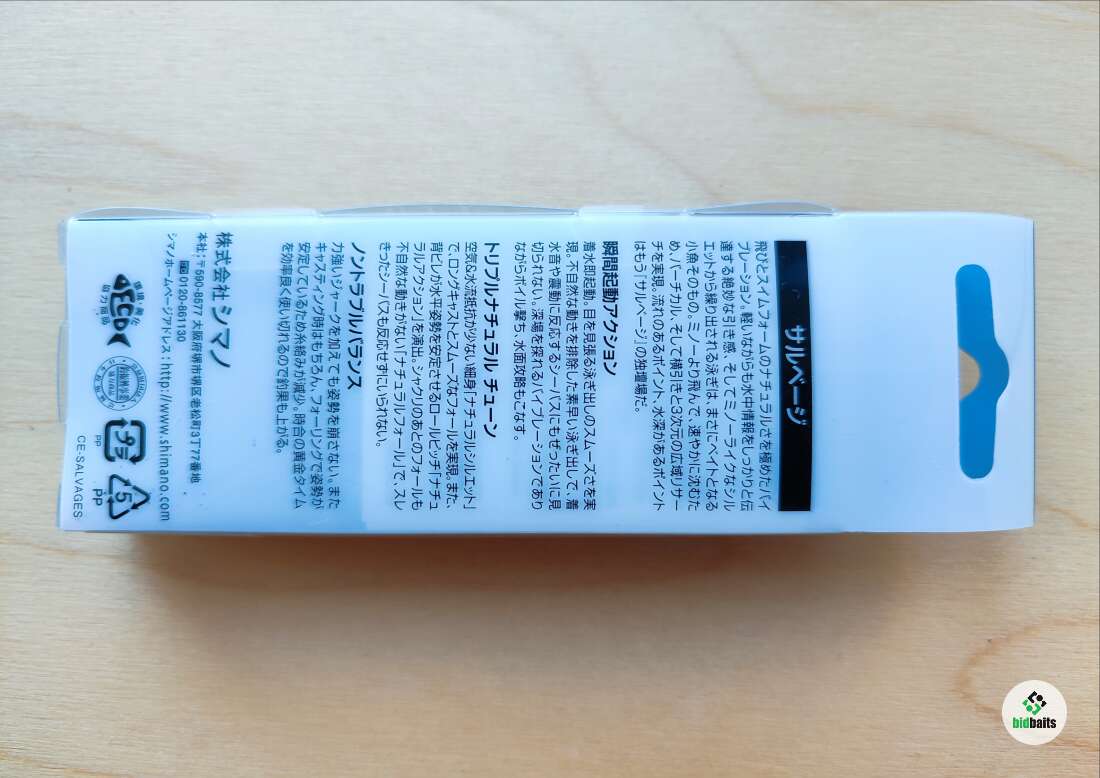 サルベージ
飛びとスイムフォームのナチュラルさを極めたバイ
ブレーション。軽いながらも水中情報をしっかりと伝
達する絶妙な引き感、そしてミノーライクなシル
エットから繰り出される泳ぎは、まさにベイトとなる
小魚そのもの。ミノーより飛んで、速やかに沈むた
め、バーチカル、そして横引きと3次元の広域リサー
チを実現。流れのあるポイント、水深があるポイント
はもう「サルベージ」の独壇場だ。
瞬間起動アクション
着水即起動。目を見張る泳ぎ出しのスムーズさを実
現。不自然な動きを排除した素早い泳ぎ出しで、着
水音や震動に反応するシーバスにもぜったいに見
切られない。深場を探れるバイブレーションであり
ながらボイル撃ち、水面攻略もこなす。
トリプルナチュラル チューン
空気&水流抵抗が少ない細身「ナチュラルシルエット」
で、ロングキャストとスムーズなフォールを実現。また、
背ビレが水平姿勢を安定させるロールピッチ「ナチュ
ラルアクション」を演出。シャクリのあとのフォールも
不自然な動きがない「ナチュラルフォール」で、スレ
きったシーバスも反応せずにいられない。
ノントラブルバランス
力強いジャークを加えても姿勢を崩さない。また
キャスティング時はもちろん、フォーリングで姿勢が
安定しているため糸絡みが減少。時合の黄金タイム
を効率良く使い切れるので釣果も上がる。
株式会社シマノ
本社:〒590-8577 大阪府堺市堺区老松町3丁77番地
0120-861130
シマノホームページアドレス:http://www.shimano.com
ECO
プラ
PP
5
PP
CE-SALVAGES
bidbaits